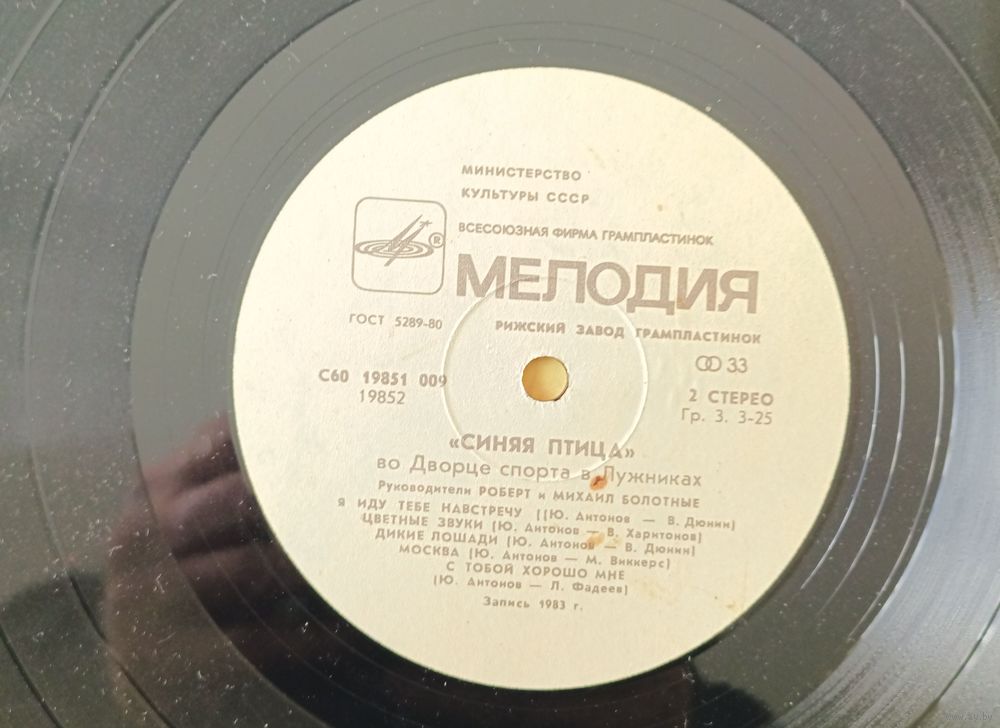 МИНИСТЕРСТВО
КУЛЬТУРЫ СССР
ВСЕСОЮЗНАЯ ФИРМА ГРАМПЛАСТИНОК
®
МЕЛОДИЯ
ГОСТ 5289-80
РИЖСКИЙ ЗАВОД ГРАМПЛАСТИНОК
33
С60 19851 009
19852
2 СТЕРЕО
Гр. 3. 3-25
«СИНЯЯ ПТИЦА»
во Дворце спорта в Лужниках
Руководители РОБЕРТ и МИХАИЛ БОЛОТНЫЕ
Я ИДУ ТЕБЕ НАВСТРЕЧУ [(Ю. Антонов — В. Дюнин)
ЦВЕТНЫЕ ЗВУКИ (Ю. Антонов — В. Харитонов)
ДИКИЕ ЛОШАДИ (Ю. Антонов — В. Дюнин)
МОСКВА (Ю. Антонов — М. Виккерс)
С ТОБОЙ ХОРОШО МНЕ
(Ю. Антонов — Л. Фадеев)
Запись 1983 г.